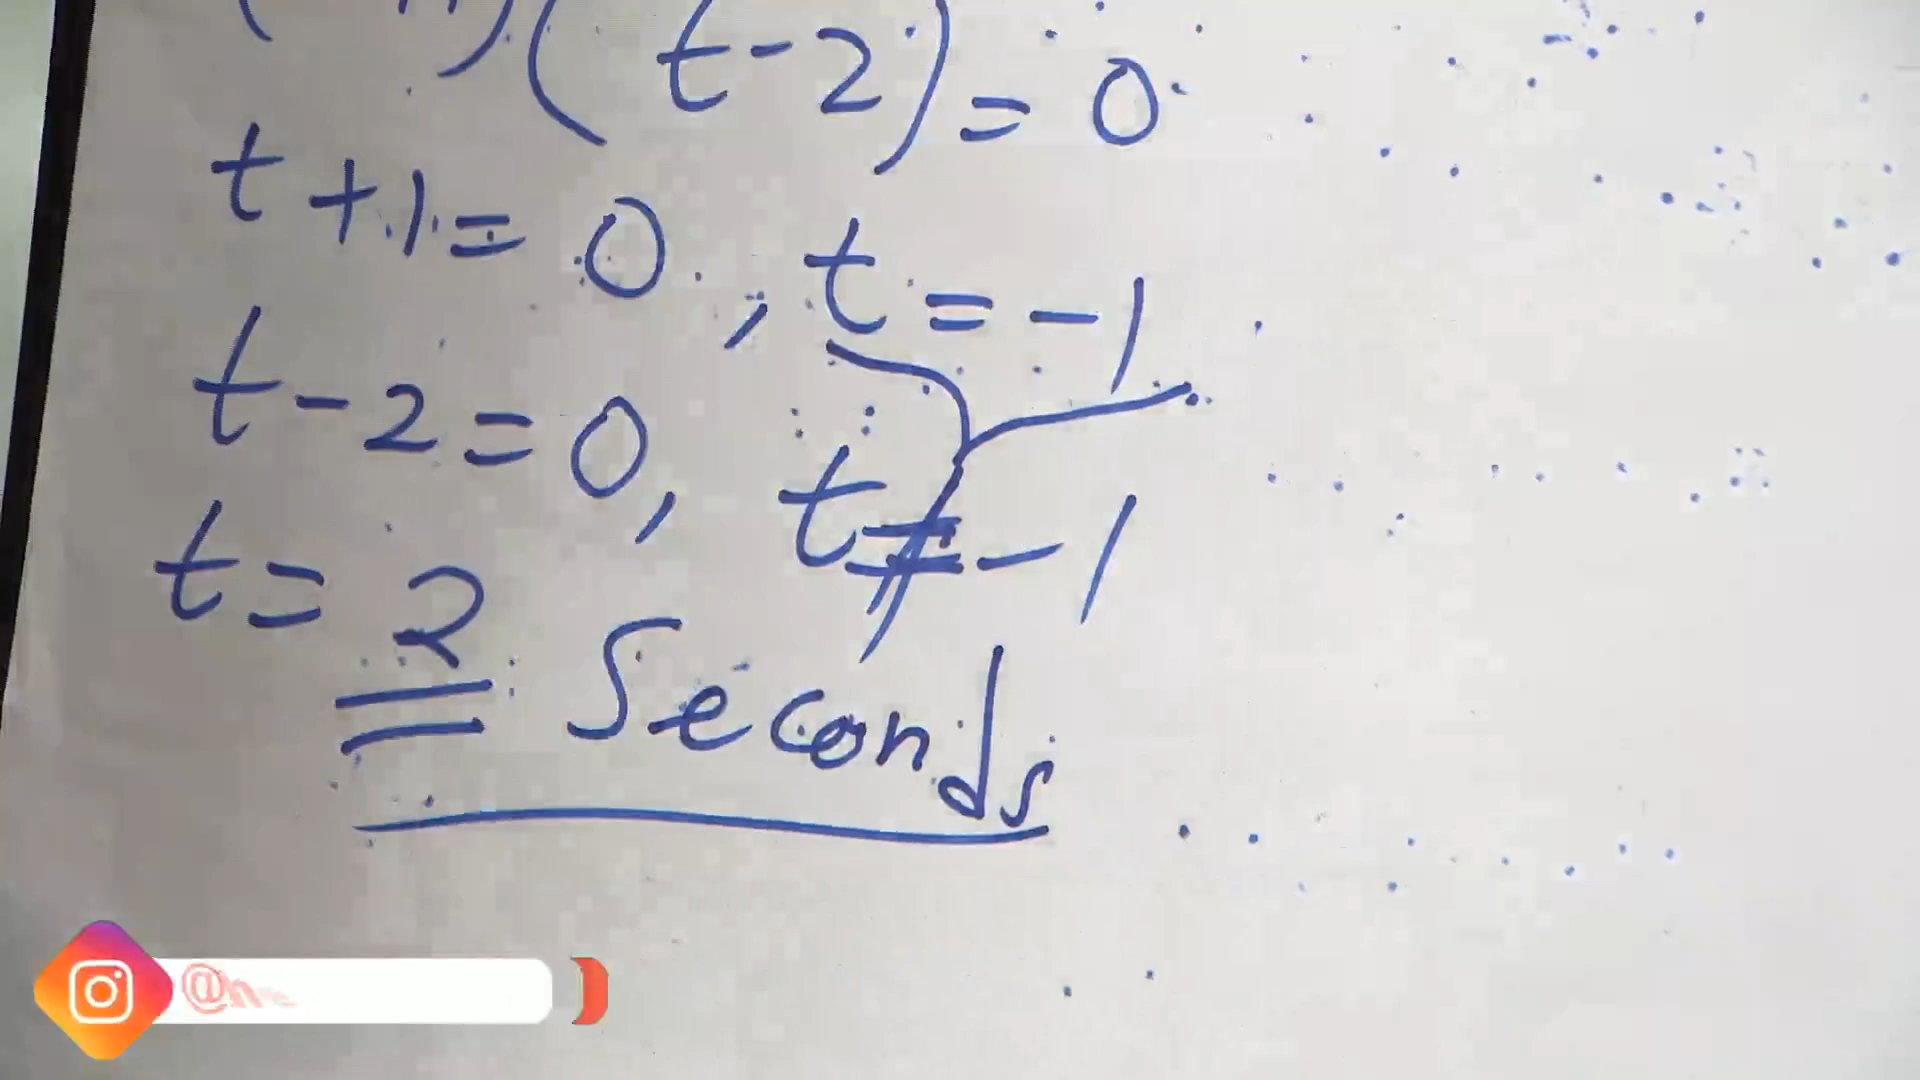 (t-2) = 0
t+1 = 0, t = -1
t-2 = 0, t ≠ -1
t = 2 Seconds